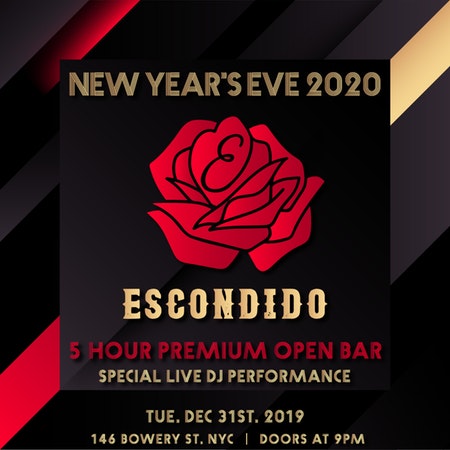 NEW YEAR'S EVE 2020
E
ESCONDIDO
5 HOUR PREMIUM OPEN BAR
SPECIAL LIVE DJ PERFORMANCE
TUE, DEC 31ST, 2019
146 BOWERY ST, NYC | DOORS AT 9PM